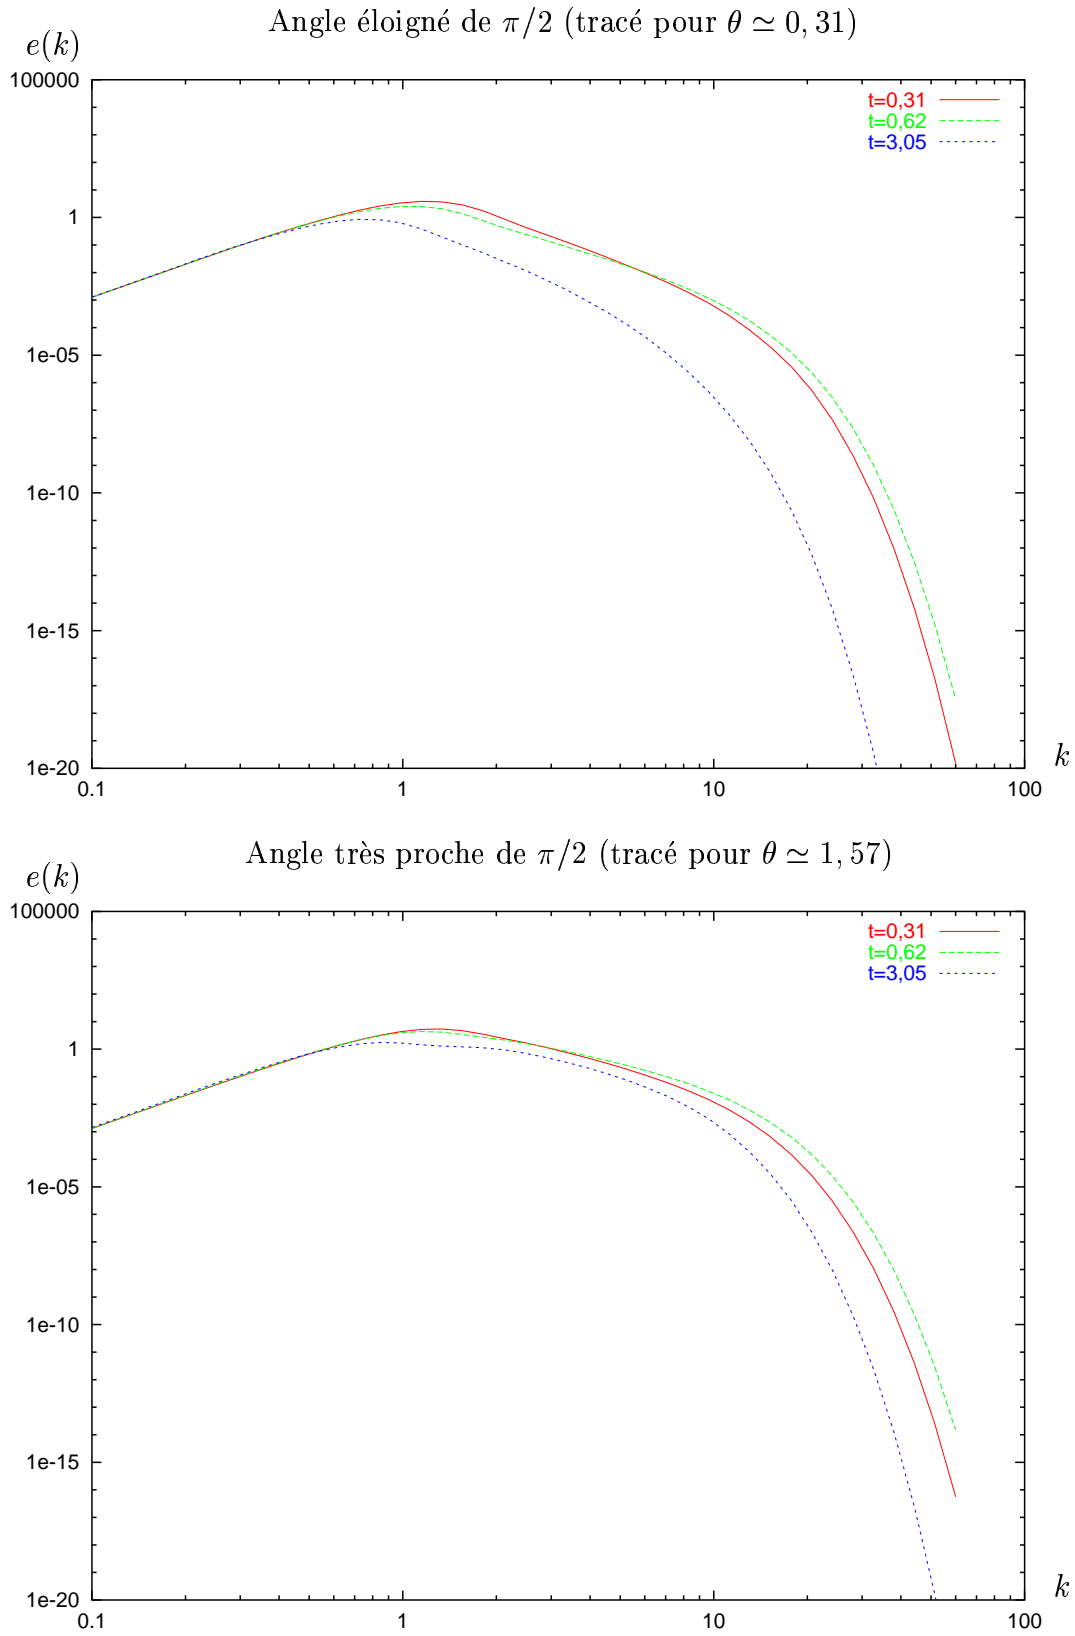 Angle éloigné de π/2 (tracé pour θ ≃ 0, 31)
e(k)
100000
t=0,31
t=0,62
t=3,05
1
1e-05
1e-10
1e-15
1e-20
k
0.1 1 10 100
Angle très proche de π/2 (tracé pour θ ≃ 1, 57)
e(k)
100000
t=0,31
t=0,62
t=3,05
1
1e-05
1e-10
1e-15
1e-20
k
0.1 1 10 100